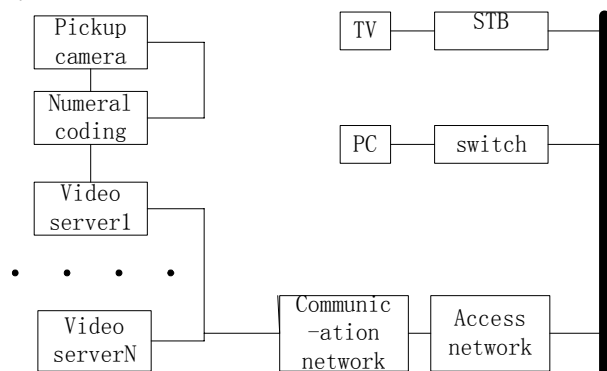 Pickup
camera
Numeral
coding
Video
server1
Video
serverN
TV
STB
PC
switch
Communic
-ation
network
Access
network